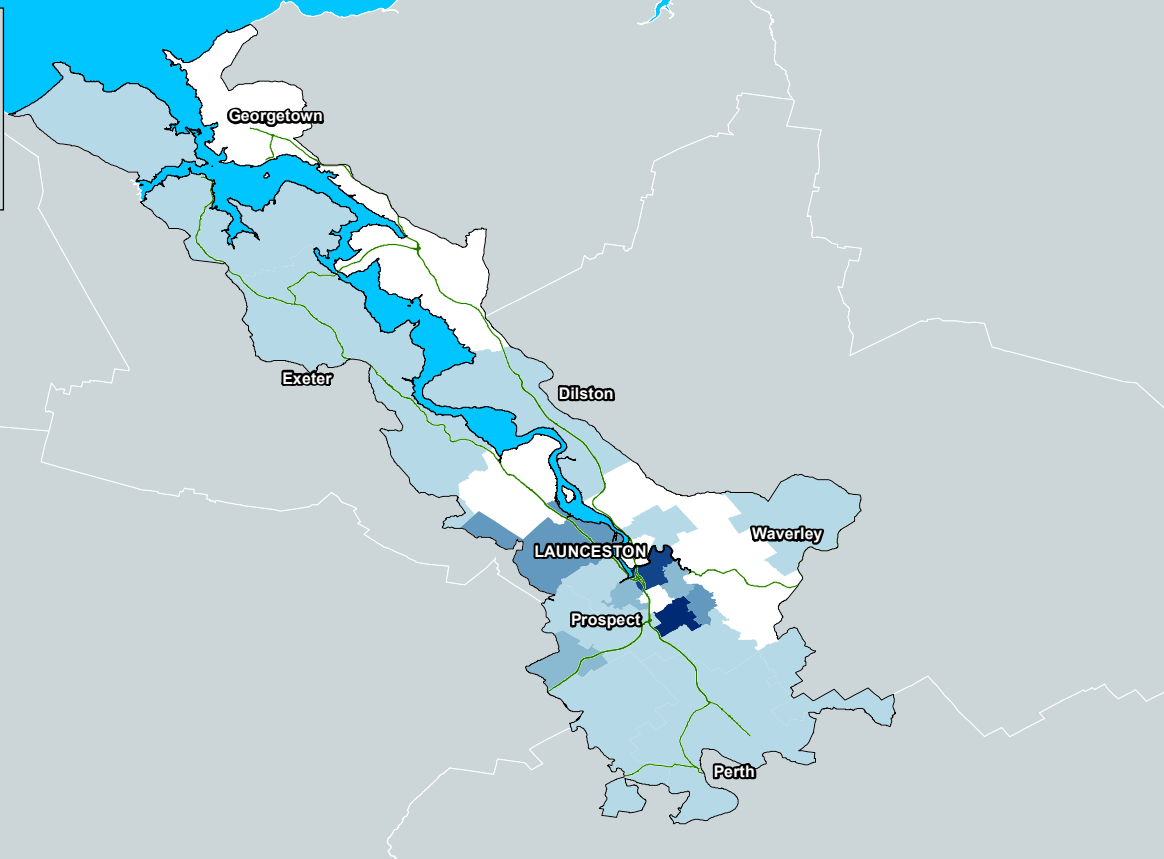 Georgetown
Exeter
Dilston
Waverley
LAUNCESTON
Prospect
Perth